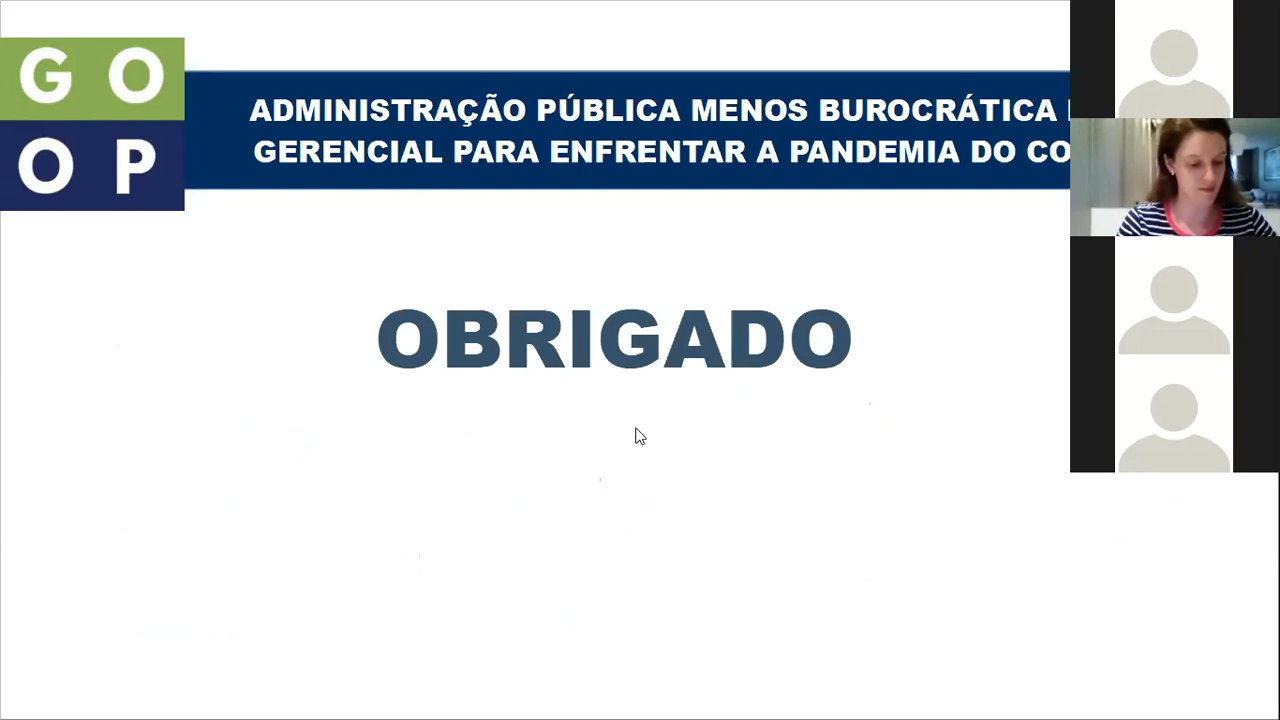 G O
O P
ADMINISTRAÇÃO PÚBLICA MENOS BUROCRÁTICA
GERENCIAL PARA ENFRENTAR A PANDEMIA DO CO
OBRIGADO